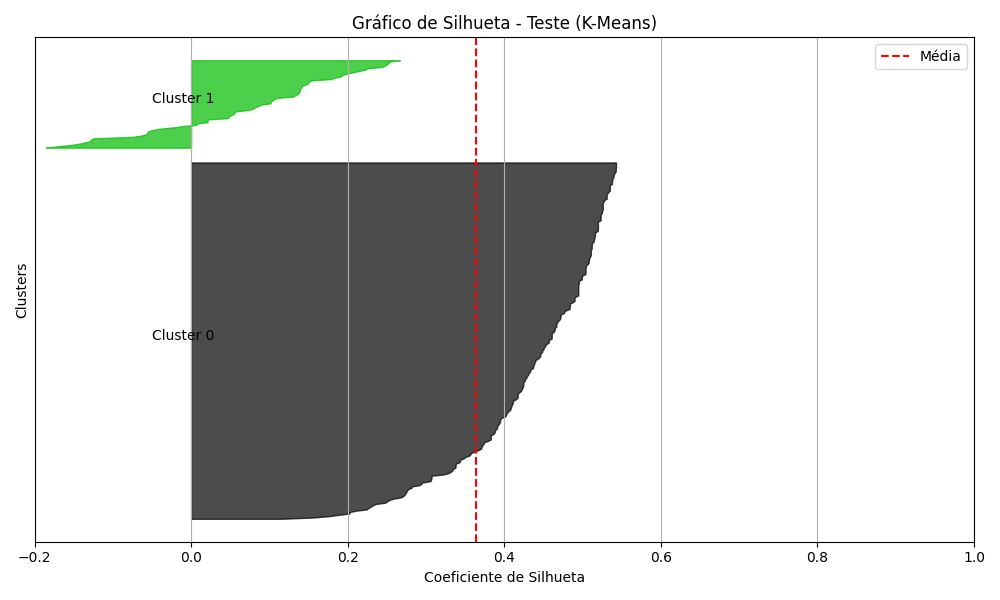 Gráfico de Silhueta - Teste (K-Means)
Média
Cluster 1
Cluster 0
Clusters
−0.2 0.0 0.2 0.4 0.6 0.8 1.0
Coeficiente de Silhueta